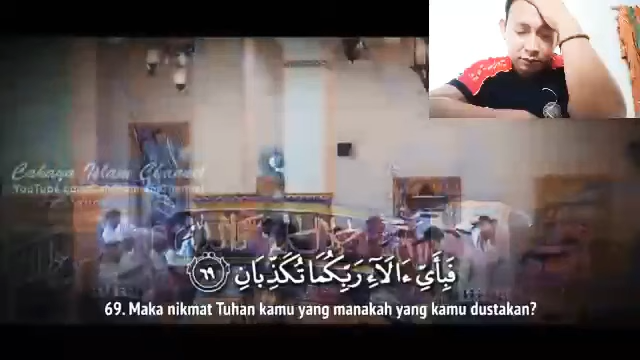 Cahaya Islam Channel
فَبِأَيِّ ءَالَآءِ رَبِّكُمَا تُكَذِّبَانِ ٦٩
69. Maka nikmat Tuhan kamu yang manakah yang kamu dustakan?